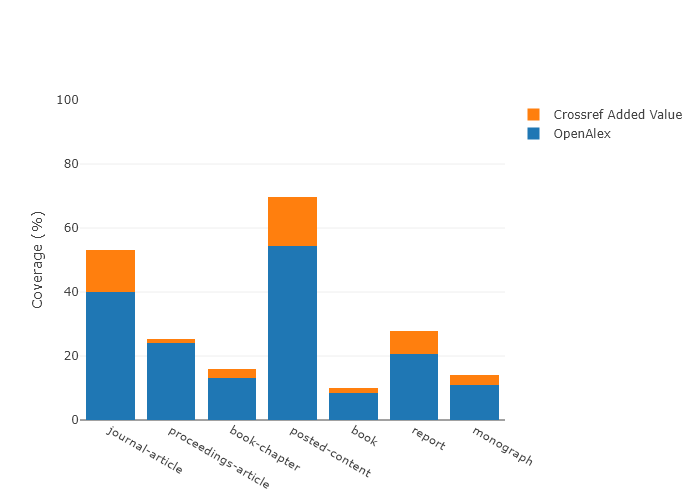 100
80
60
40
20
0
Coverage (%)
journal-article
proceedings-article
book-chapter
posted-content
book
report
monograph
Crossref Added Value
OpenAlex